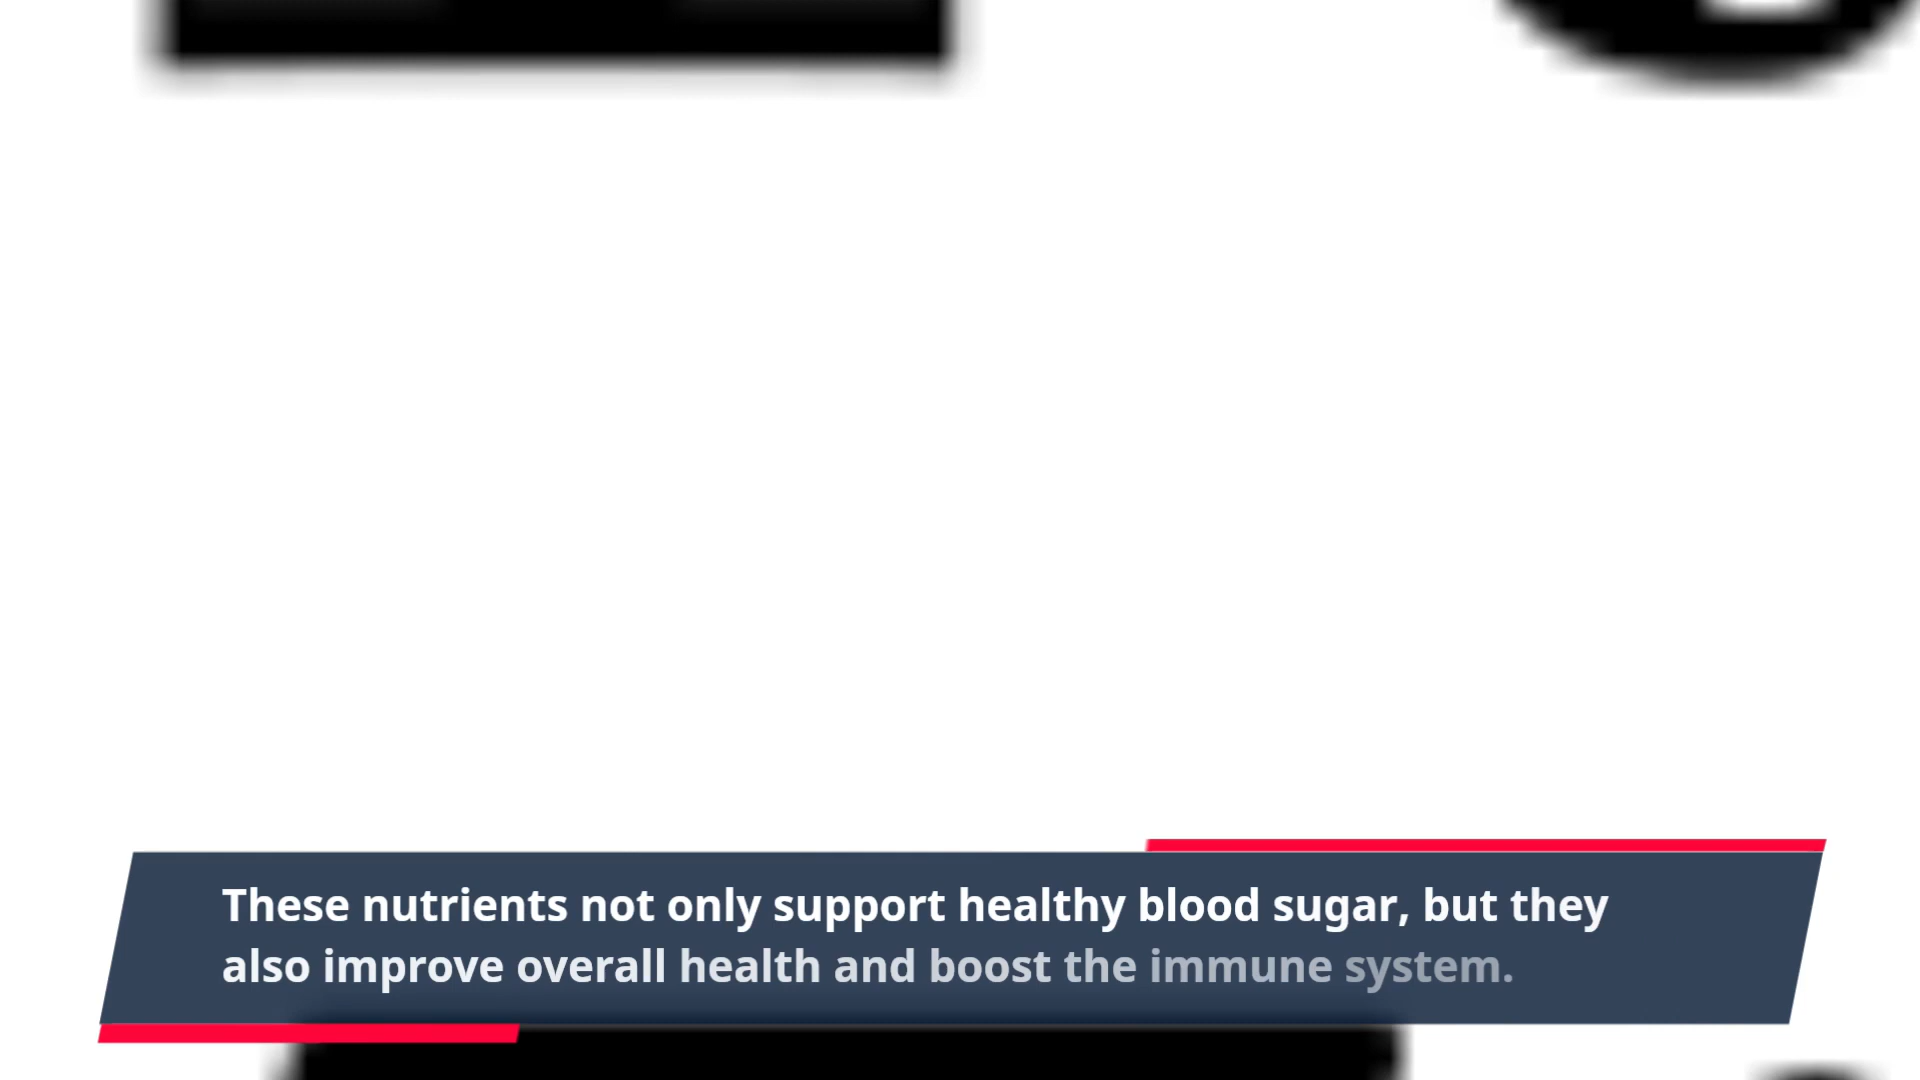 These nutrients not only support healthy blood sugar, but they
also improve overall health and boost the immune system.